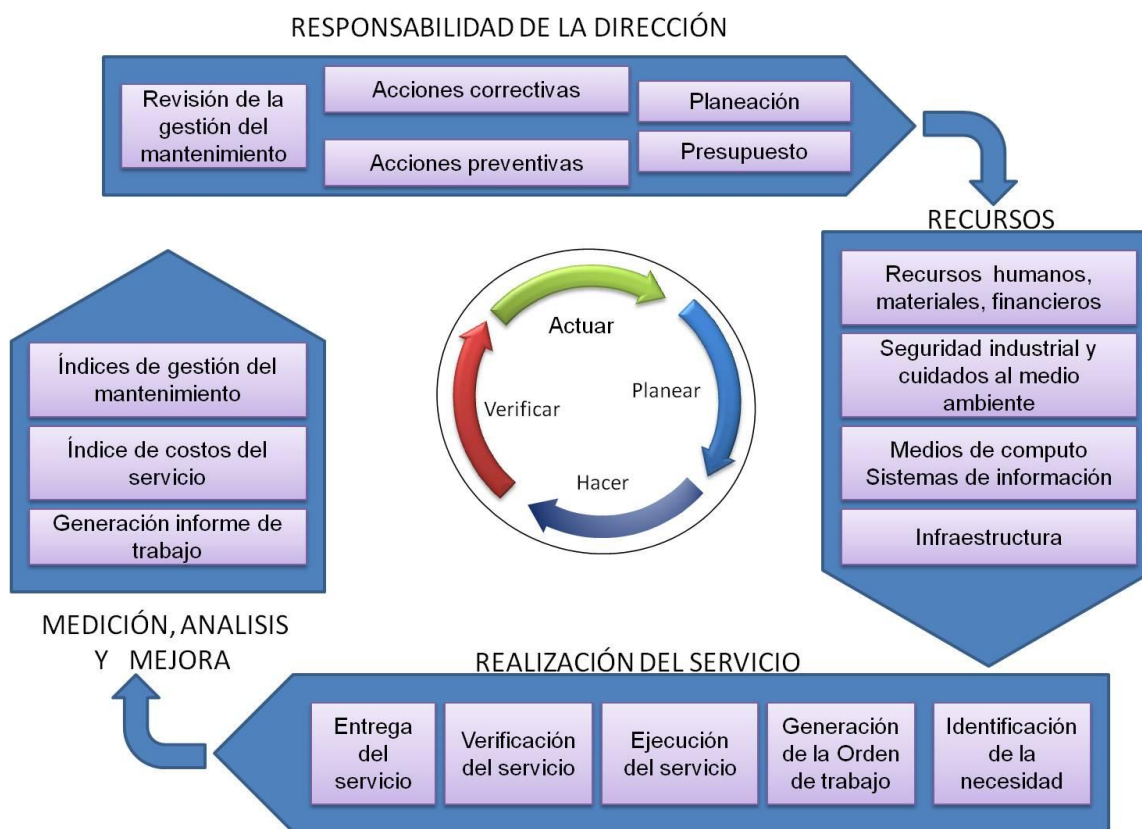 RESPONSABILIDAD DE LA DIRECCIÓN
Revisión de la
gestión del
mantenimiento
Acciones correctivas
Acciones preventivas
Planeación
Presupuesto
RECURSOS
Recursos humanos,
materiales, financieros
Seguridad industrial y
cuidados al medio
ambiente
Medios de computo
Sistemas de información
Infraestructura
Actuar
Planear
Hacer
Verificar
Índices de gestión del
mantenimiento
Índice de costos del
servicio
Generación informe de
trabajo
MEDICIÓN, ANALISIS
Y MEJORA
REALIZACIÓN DEL SERVICIO
Entrega
del
servicio
Verificación
del servicio
Ejecución
del servicio
Generación
de la Orden
de trabajo
Identificación
de la
necesidad